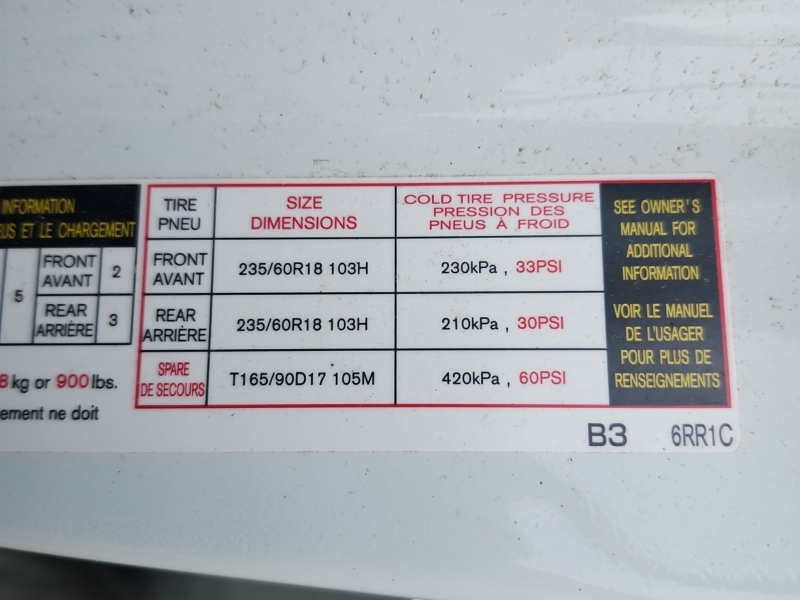 INFORMATION
ET LE CHARGEMENT
5
FRONT
AVANT
2
REAR
ARRIÈRE
3
kg or 900 lbs.
ne doit
TIRE
PNEU
SIZE
DIMENSIONS
COLD TIRE PRESSURE
PRESSION DES
PNEUS À FROID
FRONT
AVANT
235/60R18 103H
230kPa , 33PSI
REAR
ARRIÈRE
235/60R18 103H
210kPa , 30PSI
SPARE
DE SECOURS
T165/90D17 105M
420kPa , 60PSI
SEE OWNER'S
MANUAL FOR
ADDITIONAL
INFORMATION
VOIR LE MANUEL
DE L'USAGER
POUR PLUS DE
RENSEIGNEMENTS
B3 6RR1C